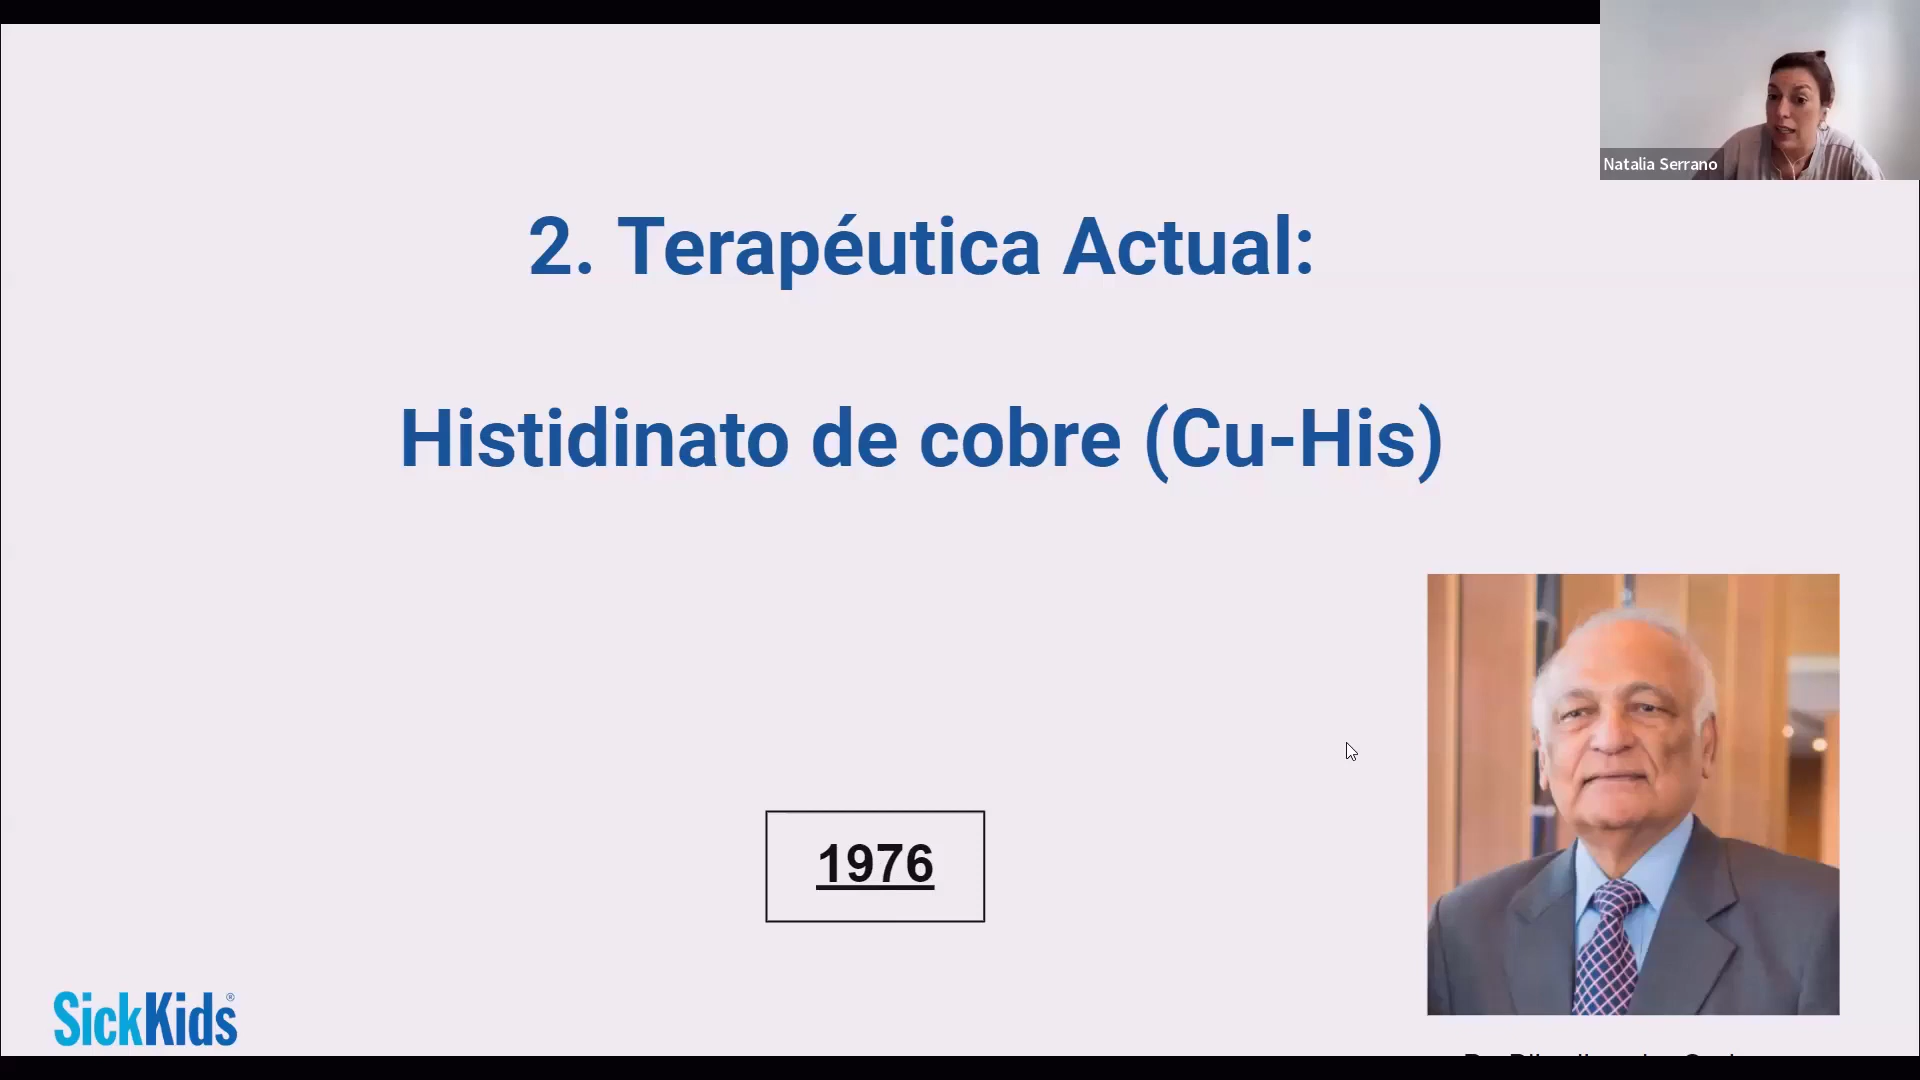 Natalia Serrano
2. Terapéutica Actual:
Histidinato de cobre (Cu-His)
1976
SickKids®